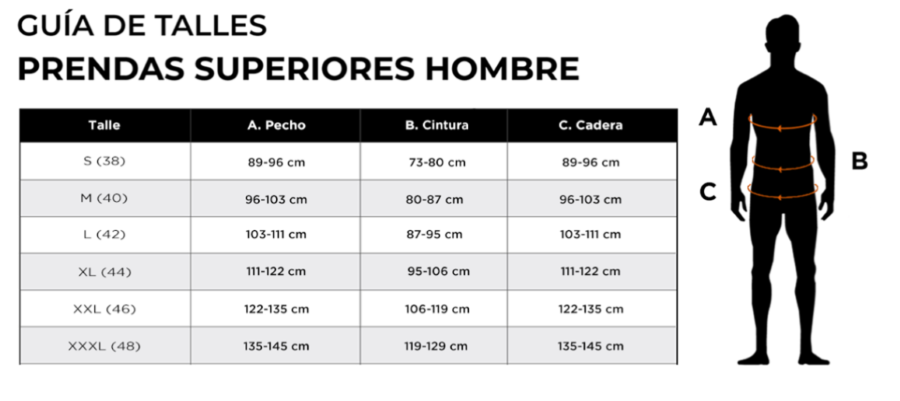 GUÍA DE TALLES
PRENDAS SUPERIORES HOMBRE
Talle A. Pecho B. Cintura C. Cadera
S (38) 89-96 cm 73-80 cm 89-96 cm
M (40) 96-103 cm 80-87 cm 96-103 cm
L (42) 103-111 cm 87-95 cm 103-111 cm
XL (44) 111-122 cm 95-106 cm 111-122 cm
XXL (46) 122-135 cm 106-119 cm 122-135 cm
XXXL (48) 135-145 cm 119-129 cm 135-145 cm
A
B
C